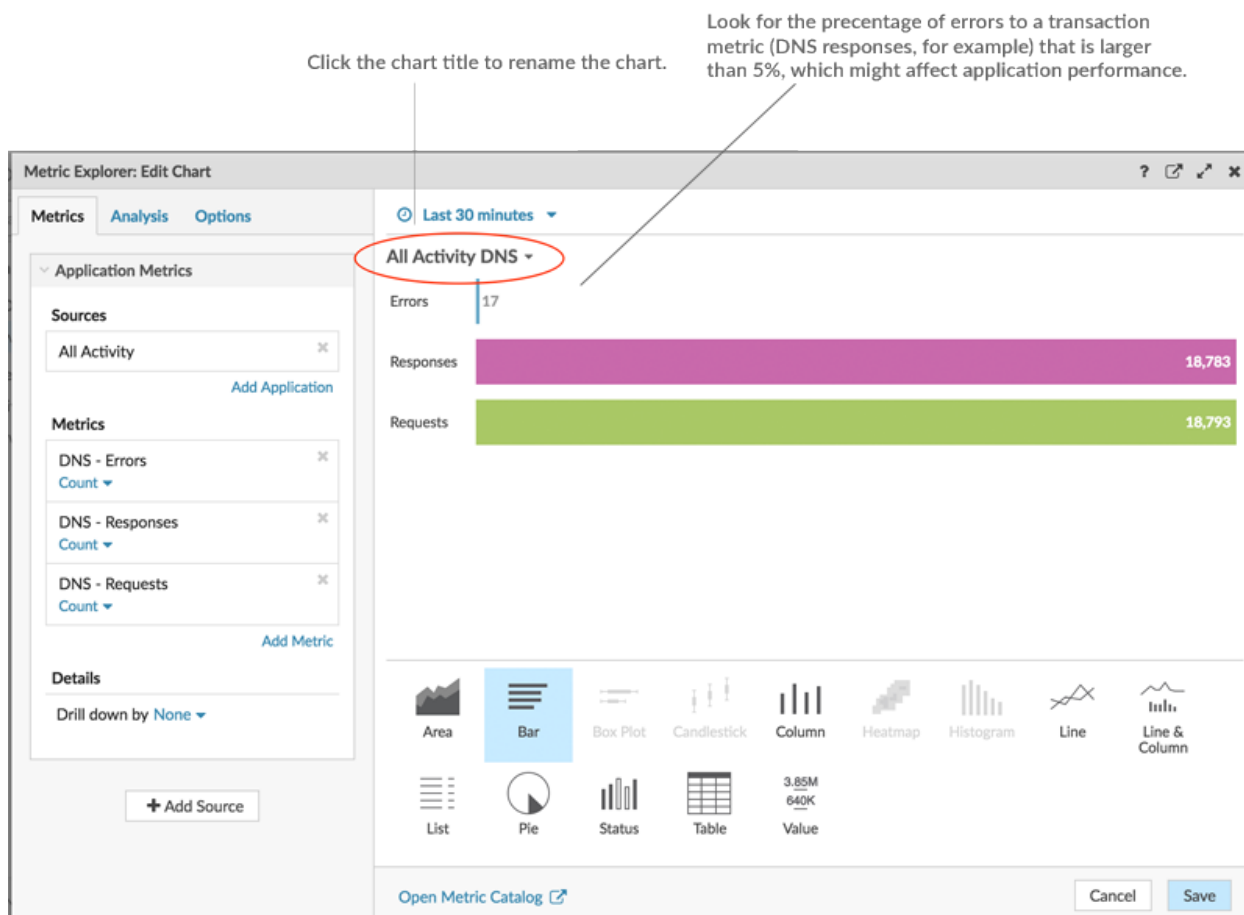 Look for the precentage of errors to a transaction
metric (DNS responses, for example) that is larger
than 5%, which might affect application performance.
Click the chart title to rename the chart.
Metric Explorer: Edit Chart
?
Metrics Analysis Options
Application Metrics
Sources
All Activity
Add Application
Metrics
DNS - Errors
Count
DNS - Responses
Count
DNS - Requests
Count
Add Metric
Details
Drill down by None
+ Add Source
Last 30 minutes
All Activity DNS
Errors 17
Responses 18,783
Requests 18,793
Area Bar Box Plot Candlestick Column Heatmap Histogram Line Line &
Column
3.85M
640K
List Pie Status Table Value
Open Metric Catalog
Cancel Save